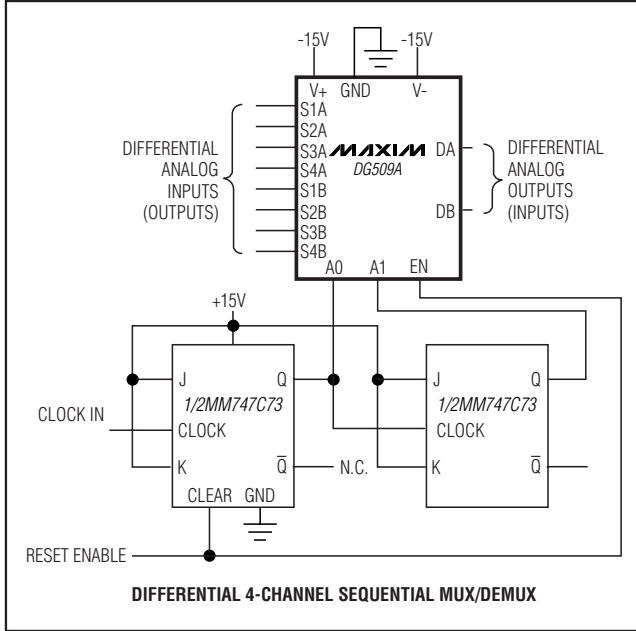 -15V
-15V
V+ GND V-
S1A
S2A
S3A
S4A
S1B
S2B
S3B
S4B
MAXIM
DG509A
DA
DB
A0 A1 EN
DIFFERENTIAL
ANALOG
INPUTS
(OUTPUTS)
DIFFERENTIAL
ANALOG
OUTPUTS
(INPUTS)
+15V
J Q
1/2MM747C73
CLOCK
K Q
CLEAR GND
CLOCK IN
N.C.
J Q
1/2MM747C73
CLOCK
K Q
RESET ENABLE
DIFFERENTIAL 4-CHANNEL SEQUENTIAL MUX/DEMUX